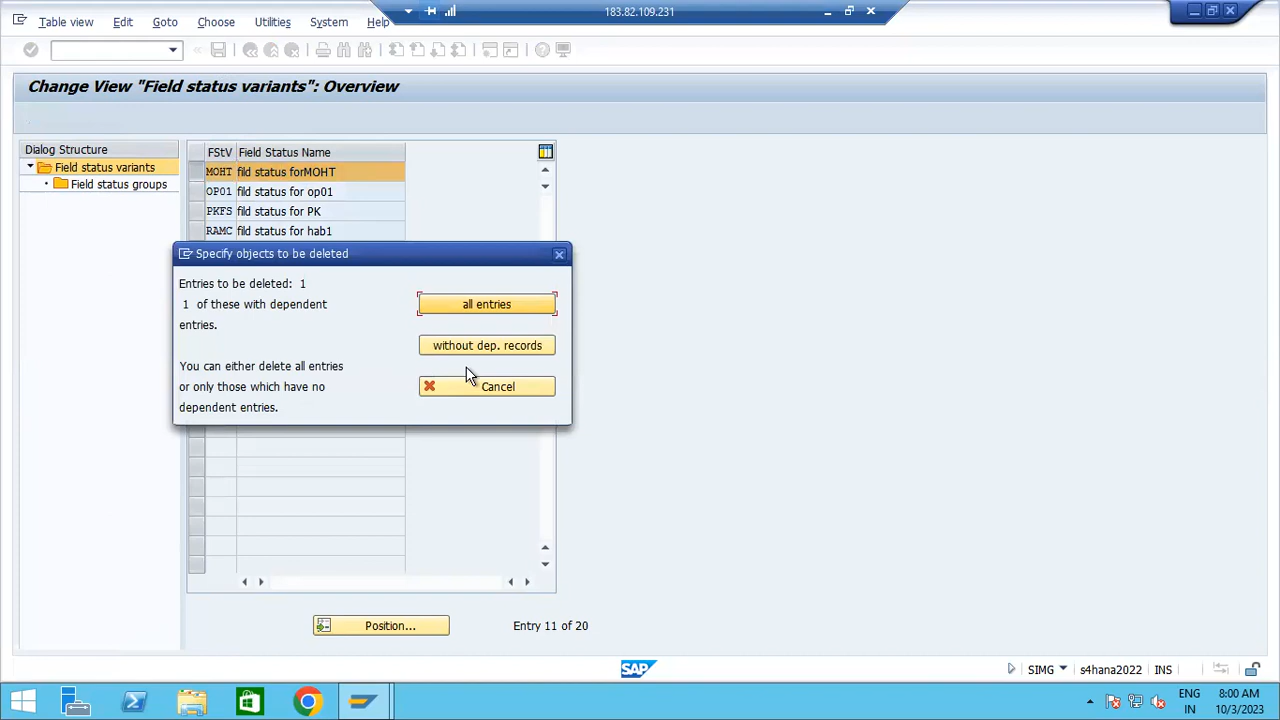 183.82.109.231
Table view Edit Goto Choose Utilities System Help
Change View "Field status variants": Overview
Dialog Structure
Field status variants
Field status groups
FStV Field Status Name
MOHT fild status forMOHT
OP01 fild status for op01
PKFS fild status for PK
RAMC fild status for hab1
Specify objects to be deleted
Entries to be deleted: 1
1 of these with dependent
entries.
You can either delete all entries
or only those which have no
dependent entries.
all entries
without dep. records
Cancel
Position...
Entry 11 of 20
SAP
SIMG s4hana2022 INS
ENG
IN
8:00 AM
10/3/2023